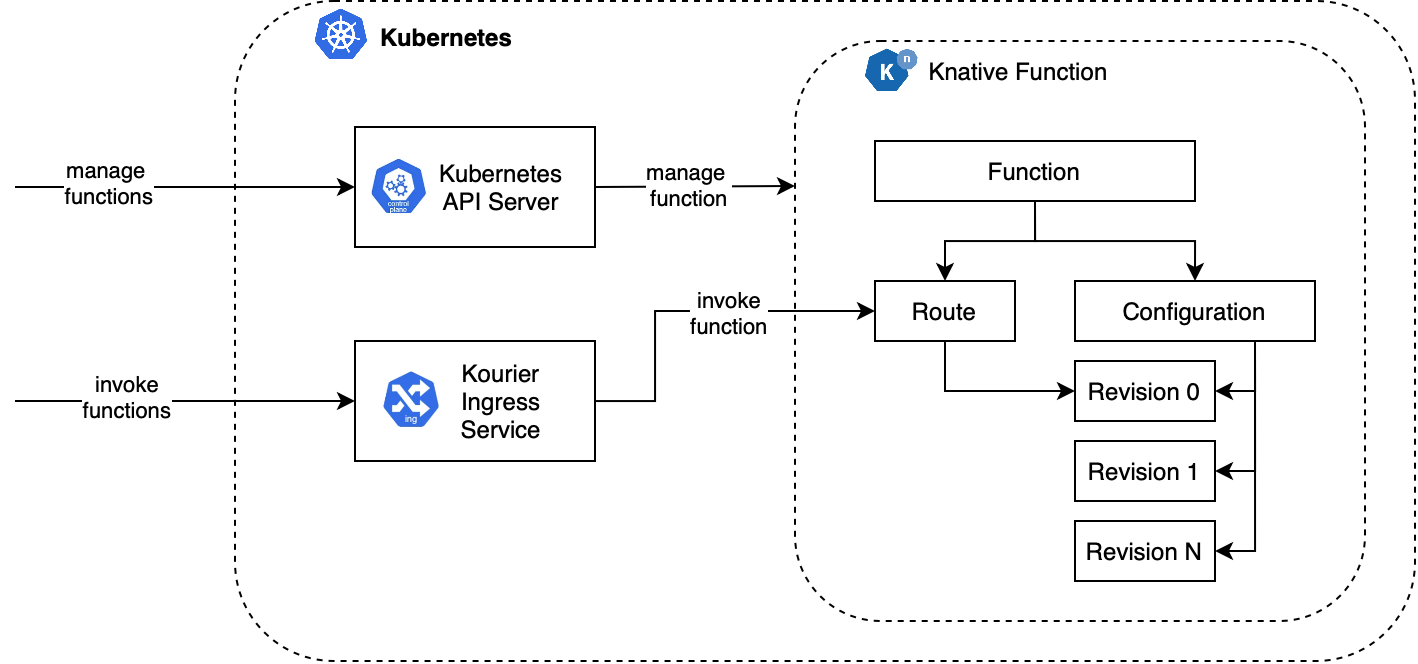 Kubernetes
K
n
Knative Function
manage
functions
Kubernetes
API Server
control
plane
manage
function
Function
invoke
functions
Kourier
Ingress
Service
ing
invoke
function
Route
Configuration
Revision 0
Revision 1
Revision N